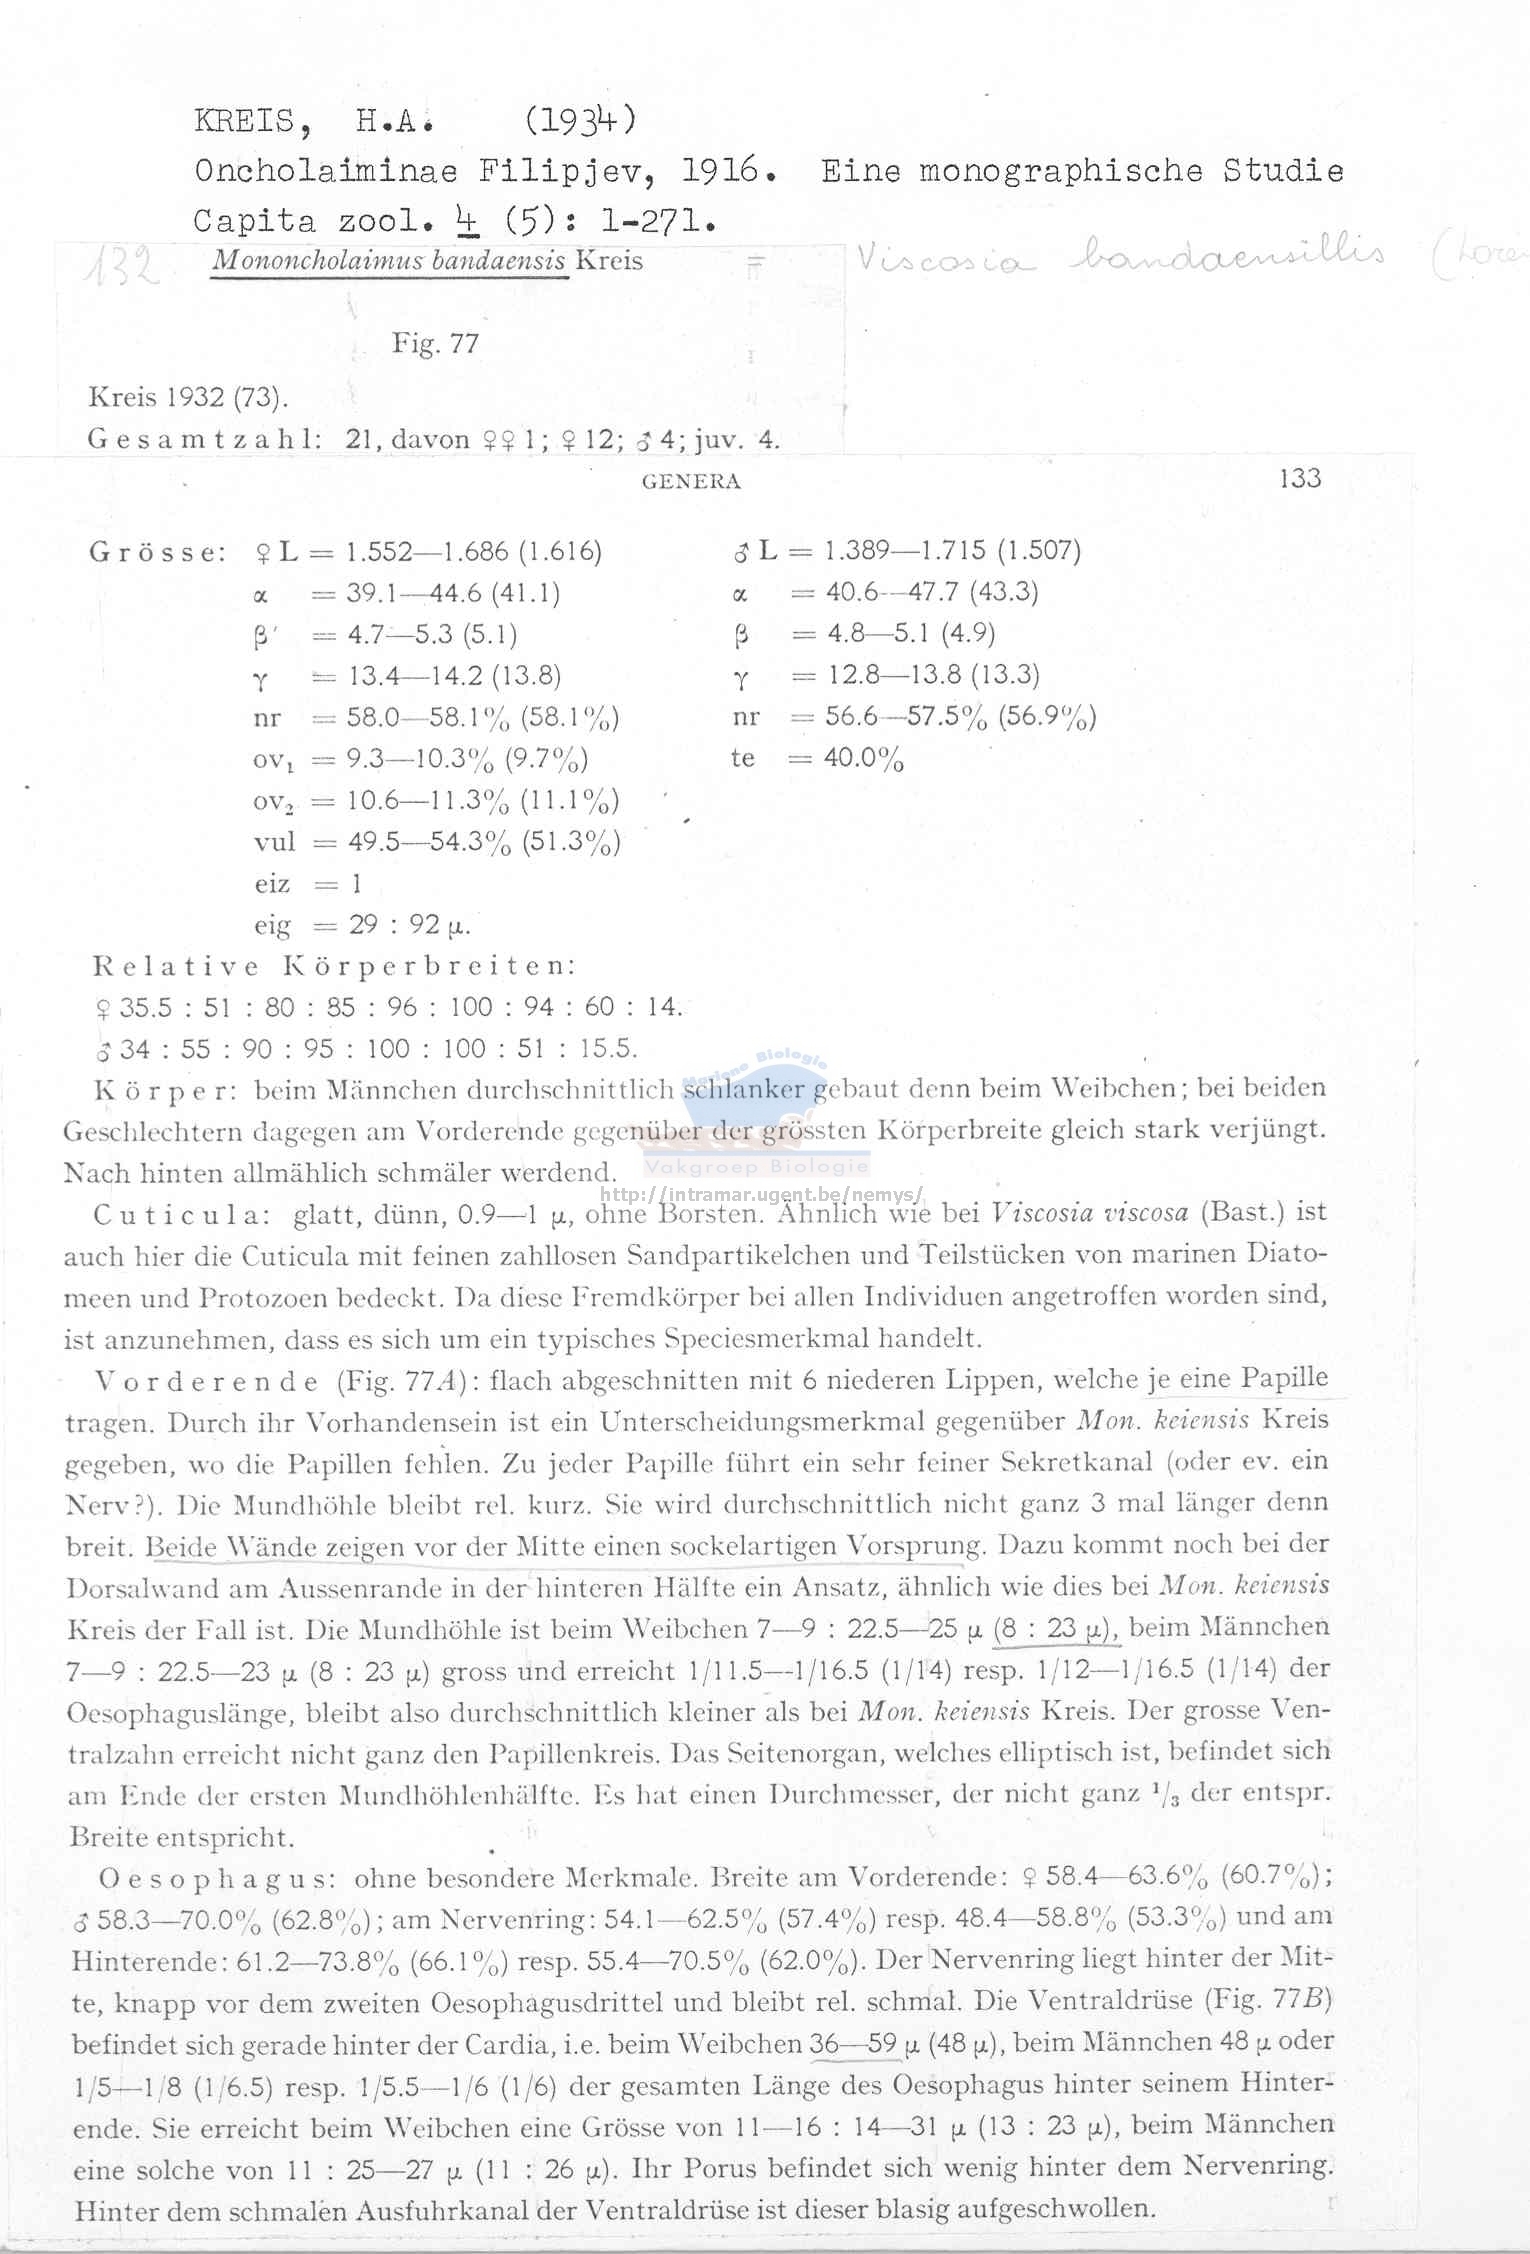 KREIS, H.A. (1934)
Oncholaiminae Filipjev, 1916. Eine monographische Studie
Capita zool. 4 (5): 1-271.
132 Mononcholaimus bandaensis Kreis Viscosia bandaensillis
Fig. 77
Kreis 1932 (73).
Gesamtzahl: 21, davon ♀♀ 1; ♀ 12; ♂ 4; juv. 4.
GENERA 133
Grösse: ♀ L = 1.552—1.686 (1.616) ♂ L = 1.389—1.715 (1.507)
α = 39.1—44.6 (41.1) α = 40.6—47.7 (43.3)
β = 4.7—5.3 (5.1) β = 4.8—5.1 (4.9)
γ = 13.4—14.2 (13.8) γ = 12.8—13.8 (13.3)
nr = 58.0—58.1% (58.1%) nr = 56.6—57.5% (56.9%)
ov₁ = 9.3—10.3% (9.7%) te = 40.0%
ov₂ = 10.6—11.3% (11.1%)
vul = 49.5—54.3% (51.3%)
eiz = 1
eig = 29 : 92 μ.
Relative Körperbreiten:
♀ 35.5 : 51 : 80 : 85 : 96 : 100 : 94 : 60 : 14.
♂ 34 : 55 : 90 : 95 : 100 : 100 : 51 : 15.5.
Marine Biologie
Körper: beim Männchen durchschnittlich schlanker gebaut denn beim Weibchen; bei beiden
Geschlechtern dagegen am Vorderende gegenüber der grössten Körperbreite gleich stark verjüngt.
Nach hinten allmählich schmäler werdend.
Vakgroep Biologie
http://intramar.ugent.be/nemys/
Cuticula: glatt, dünn, 0.9—1 μ, ohne Borsten. Ähnlich wie bei Viscosia viscosa (Bast.) ist
auch hier die Cuticula mit feinen zahllosen Sandpartikelchen und Teilstücken von marinen Diato-
meen und Protozoen bedeckt. Da diese Fremdkörper bei allen Individuen angetroffen worden sind,
ist anzunehmen, dass es sich um ein typisches Speciesmerkmal handelt.
Vorderende (Fig. 77A): flach abgeschnitten mit 6 niederen Lippen, welche je eine Papille
tragen. Durch ihr Vorhandensein ist ein Unterscheidungsmerkmal gegenüber Mon. keiensis Kreis
gegeben, wo die Papillen fehlen. Zu jeder Papille führt ein sehr feiner Sekretkanal (oder ev. ein
Nerv?). Die Mundhöhle bleibt rel. kurz. Sie wird durchschnittlich nicht ganz 3 mal länger denn
breit. Beide Wände zeigen vor der Mitte einen sockelartigen Vorsprung. Dazu kommt noch bei der
Dorsalwand am Aussenrande in der hinteren Hälfte ein Ansatz, ähnlich wie dies bei Mon. keiensis
Kreis der Fall ist. Die Mundhöhle ist beim Weibchen 7—9 : 22.5—25 μ (8 : 23 μ), beim Männchen
7—9 : 22.5—23 μ (8 : 23 μ) gross und erreicht 1/11.5—1/16.5 (1/14) resp. 1/12—1/16.5 (1/14) der
Oesophaguslänge, bleibt also durchschnittlich kleiner als bei Mon. keiensis Kreis. Der grosse Ven-
tralzahn erreicht nicht ganz den Papillenkreis. Das Seitenorgan, welches elliptisch ist, befindet sich
am Ende der ersten Mundhöhlenhälfte. Es hat einen Durchmesser, der nicht ganz ¹/₃ der entspr.
Breite entspricht.
Oesophagus: ohne besondere Merkmale. Breite am Vorderende: ♀ 58.4—63.6% (60.7%);
♂ 58.3—70.0% (62.8%); am Nervenring: 54.1—62.5% (57.4%) resp. 48.4—58.8% (53.3%) und am
Hinterende: 61.2—73.8% (66.1%) resp. 55.4—70.5% (62.0%). Der Nervenring liegt hinter der Mit-
te, knapp vor dem zweiten Oesophagusdrittel und bleibt rel. schmal. Die Ventraldrüse (Fig. 77B)
befindet sich gerade hinter der Cardia, i.e. beim Weibchen 36—59 μ (48 μ), beim Männchen 48 μ oder
1/5—1/8 (1/6.5) resp. 1/5.5—1/6 (1/6) der gesamten Länge des Oesophagus hinter seinem Hinter-
ende. Sie erreicht beim Weibchen eine Grösse von 11—16 : 14—31 μ (13 : 23 μ), beim Männchen
eine solche von 11 : 25—27 μ (11 : 26 μ). Ihr Porus befindet sich wenig hinter dem Nervenring.
Hinter dem schmalen Ausfuhrkanal der Ventraldrüse ist dieser blasig aufgeschwollen.